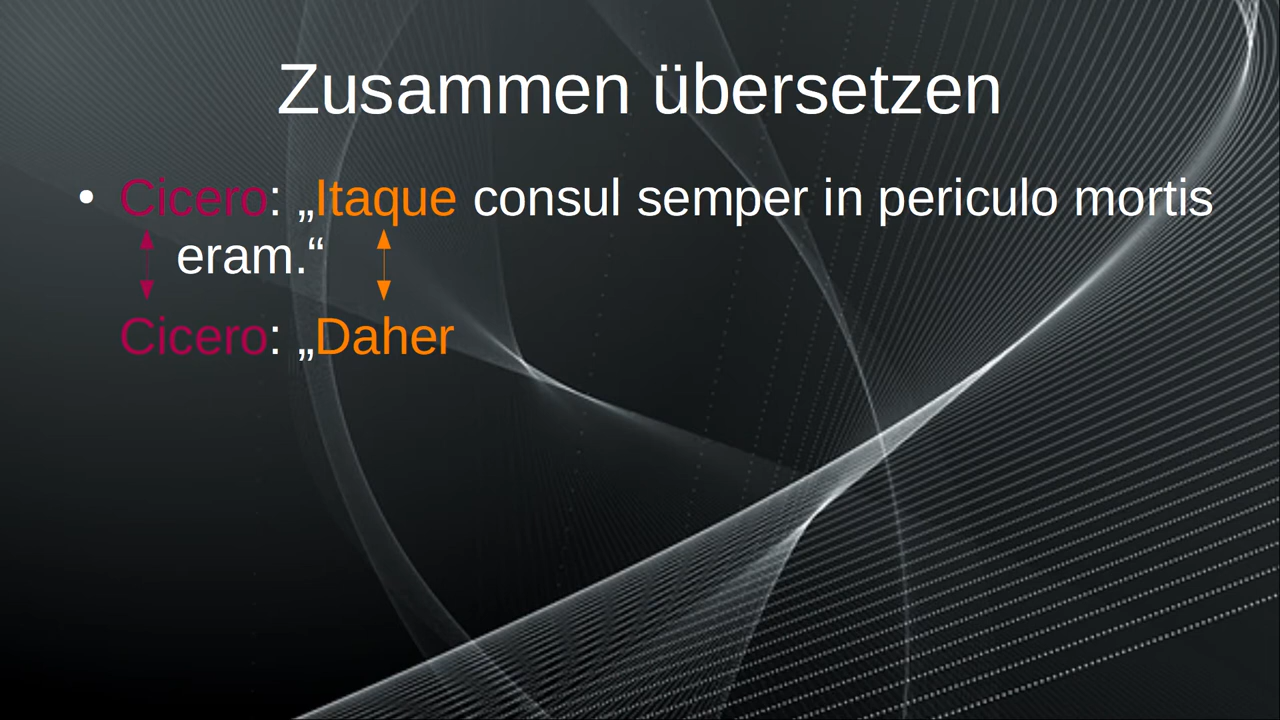 Zusammen übersetzen
• Cicero: „Itaque consul semper in periculo mortis
eram.“
Cicero: „Daher